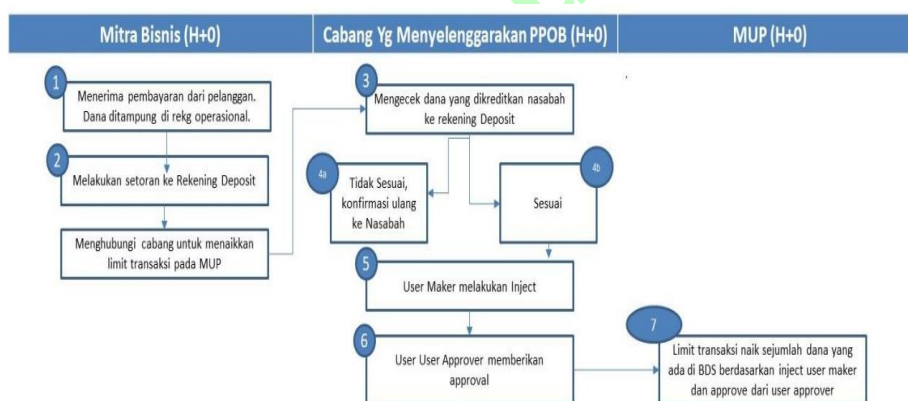 Mitra Bisnis (H+0)
Cabang Yg Menyelenggarakan PPOB (H+0)
MUP (H+0)
1
Menerima pembayaran dari pelanggan.
Dana ditampung di rekg operasional.
2
Melakukan setoran ke Rekening Deposit
Menghubungi cabang untuk menaikkan
limit transaksi pada MUP
3
Mengecek dana yang dikreditkan nasabah
ke rekening Deposit
4a
Tidak Sesuai,
konfirmasi ulang
ke Nasabah
4b
Sesuai
5
User Maker melakukan Inject
6
User User Approver memberikan
approval
7
Limit transaksi naik sejumlah dana yang
ada di BDS berdasarkan inject user maker
dan approve dari user approver